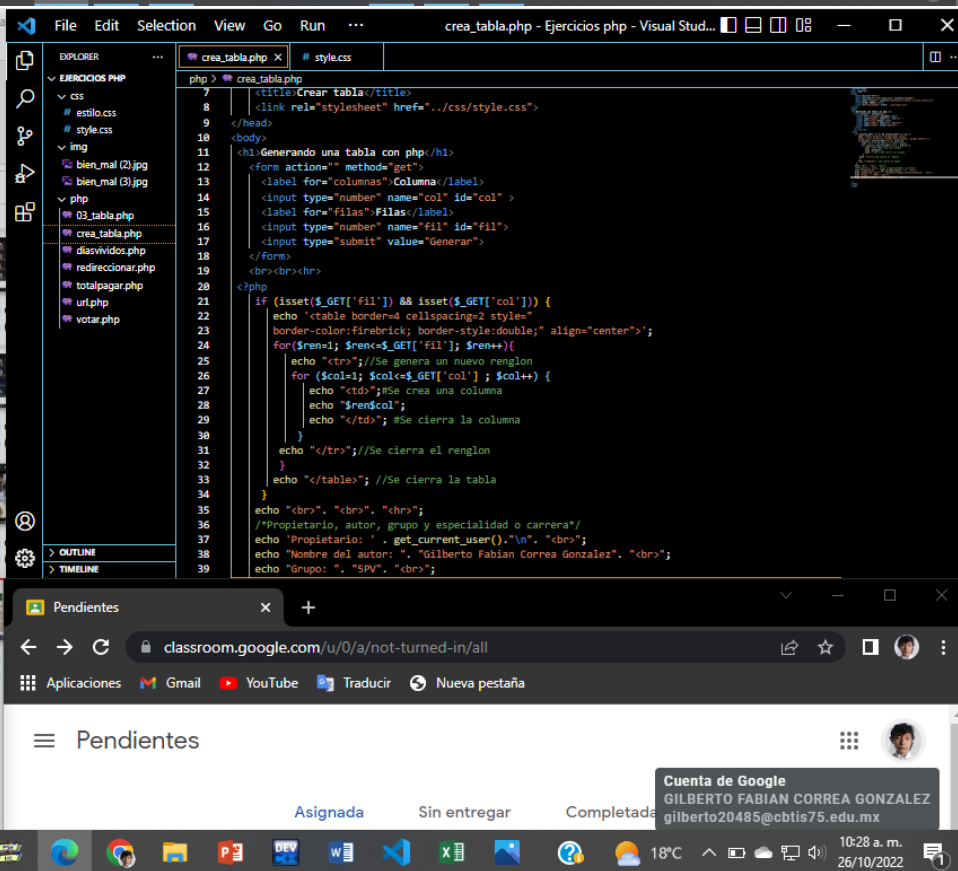 File Edit Selection View Go Run ··· crea_tabla.php - Ejercicios php - Visual Stud...
EXPLORER ···
crea_tabla.php
# style.css
EJERCICIOS PHP
css
# estilo.css
# style.css
img
bien_mal (2).jpg
bien_mal (3).jpg
php
03_tabla.php
crea_tabla.php
diasvividos.php
redireccionar.php
totalpagar.php
url.php
votar.php
OUTLINE
TIMELINE
php > crea_tabla.php
7 <title>Crear tabla</title>
8 <link rel="stylesheet" href="../css/style.css">
9 </head>
10 <body>
11 <h1>Generando una tabla con php</h1>
12 <form action="" method="get">
13 <label for="columnas">Columna</label>
14 <input type="number" name="col" id="col" >
15 <label for="filas">Filas</label>
16 <input type="number" name="fil" id="fil">
17 <input type="submit" value="Generar">
18 </form>
19 <br><br><hr>
20 <?php
21 if (isset($_GET['fil']) && isset($_GET['col'])) {
22 echo '<table border=4 cellspacing=2 style="
23 border-color:firebrick; border-style:double;" align="center">';
24 for($ren=1; $ren<=$_GET['fil']; $ren++){
25 echo "<tr>";//Se genera un nuevo renglon
26 for ($col=1; $col<=$_GET['col'] ; $col++) {
27 echo "<td>";#Se crea una columna
28 echo "$ren$col";
29 echo "</td>"; #Se cierra la columna
30 }
31 echo "</tr>";//Se cierra el renglon
32 }
33 echo "</table>"; //Se cierra la tabla
34 }
35 echo "<br>". "<br>". "<hr>";
36 /*Propietario, autor, grupo y especialidad o carrera*/
37 echo 'Propietario: ' . get_current_user()."\n". "<br>";
38 echo "Nombre del autor: ". "Gilberto Fabian Correa Gonzalez". "<br>";
39 echo "Grupo: ". "5PV". "<br>";
Pendientes
classroom.google.com/u/0/a/not-turned-in/all
Aplicaciones Gmail YouTube Traducir Nueva pestaña
Pendientes
Cuenta de Google
GILBERTO FABIAN CORREA GONZALEZ
gilberto20485@cbtis75.edu.mx
Asignada Sin entregar Completada
DEV
18°C
10:28 a. m.
26/10/2022
1